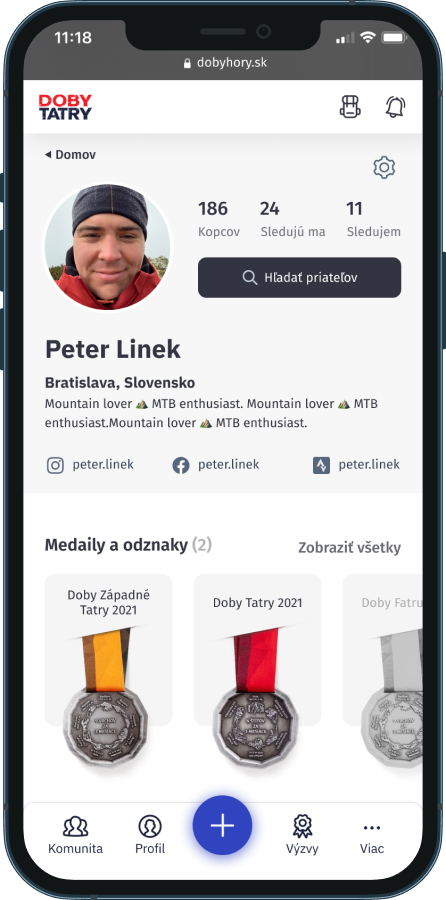 11:18
dobyhory.sk
DOBY
TATRY
Domov
186 24 11
Kopcov Sledujú ma Sledujem
Hľadať priateľov
Peter Linek
Bratislava, Slovensko
Mountain lover ⛰️ MTB enthusiast. Mountain lover ⛰️ MTB
enthusiast.Mountain lover ⛰️ MTB enthusiast.
peter.linek peter.linek peter.linek
Medaily a odznaky (2) Zobraziť všetky
Doby Západné
Tatry 2021
Doby Tatry 2021
Doby Fatru
Komunita Profil Výzvy Viac